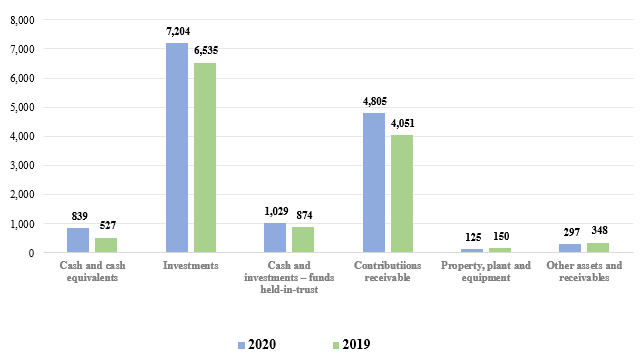 8,000
7,000
6,000
5,000
4,000
3,000
2,000
1,000
0
839
527
7,204
6,535
1,029
874
4,805
4,051
125
150
297
348
Cash and cash
equivalents
Investments
Cash and
investments – funds
held-in-trust
Contributiions
receivable
Property, plant and
equipment
Other assets and
receivables
2020
2019